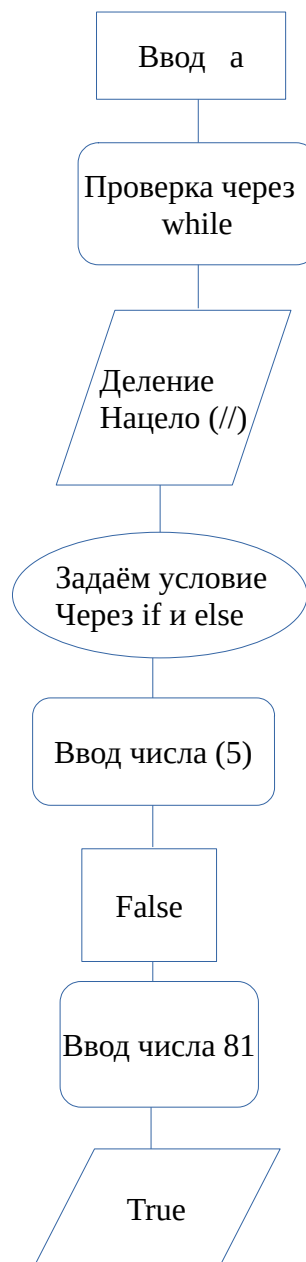 Ввод а
Проверка через
while
Деление
Нацело (//)
Задаём условие
Через if и else
Ввод числа (5)
False
Ввод числа 81
True